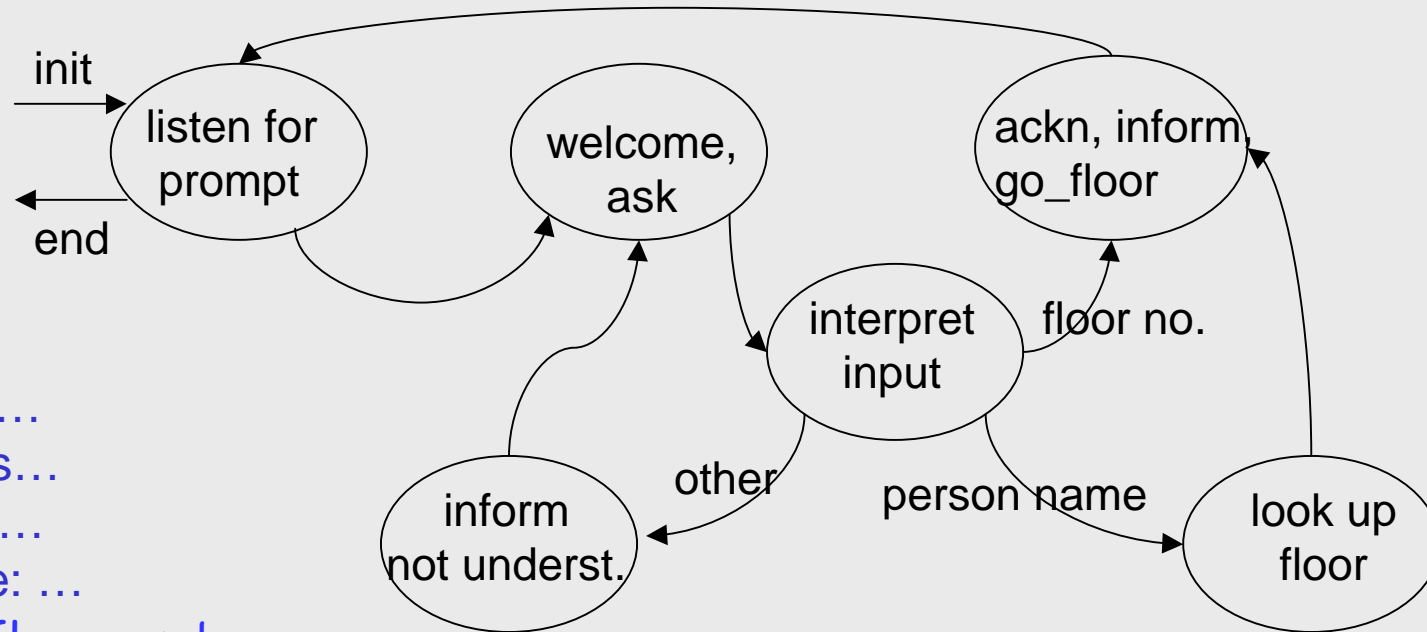 init
listen for
prompt
end
welcome,
ask
ackn, inform,
go_floor
interpret
input
floor no.
other
person name
inform
not underst.
look up
floor
…
s…
…
e: …